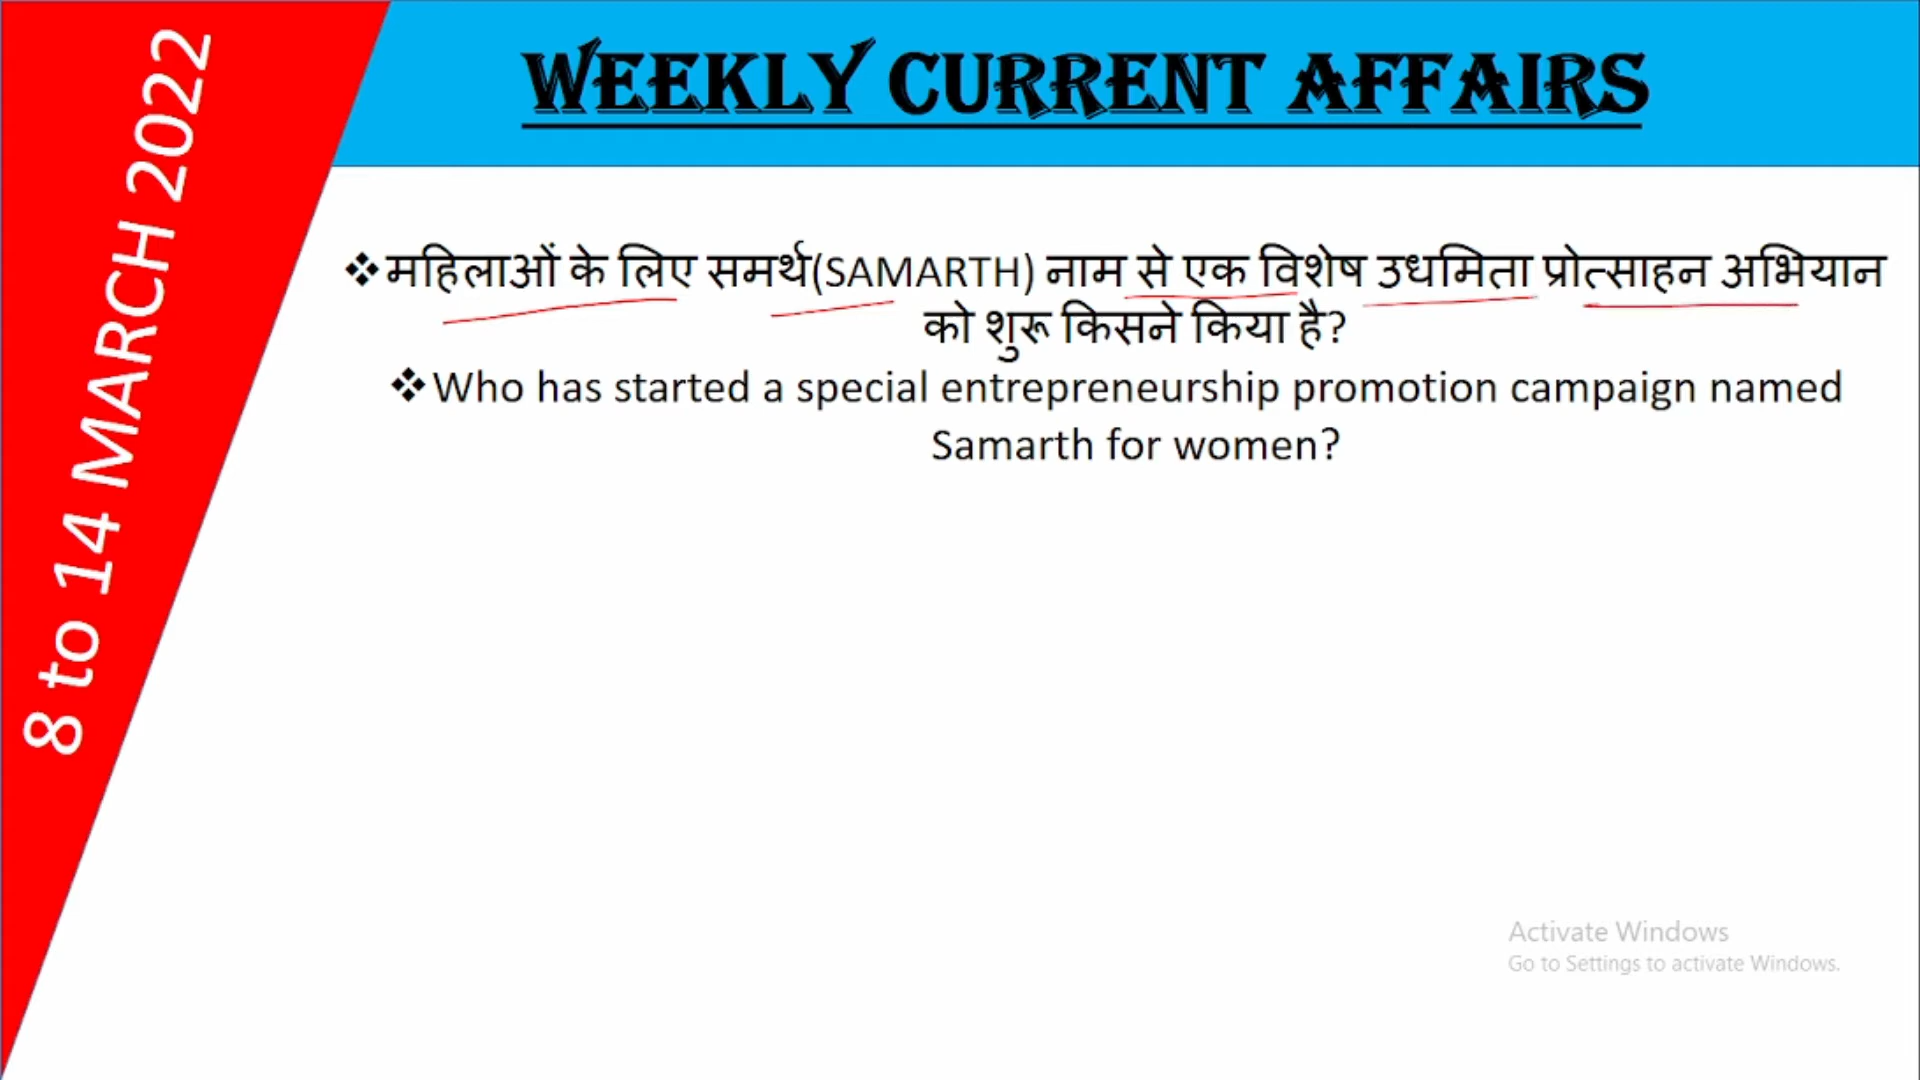 WEEKLY CURRENT AFFAIRS
8 to 14 MARCH 2022
❖महिलाओं के लिए समर्थ(SAMARTH) नाम से एक विशेष उधमिता प्रोत्साहन अभियान
को शुरू किसने किया है?
❖Who has started a special entrepreneurship promotion campaign named
Samarth for women?
Activate Windows
Go to Settings to activate Windows.